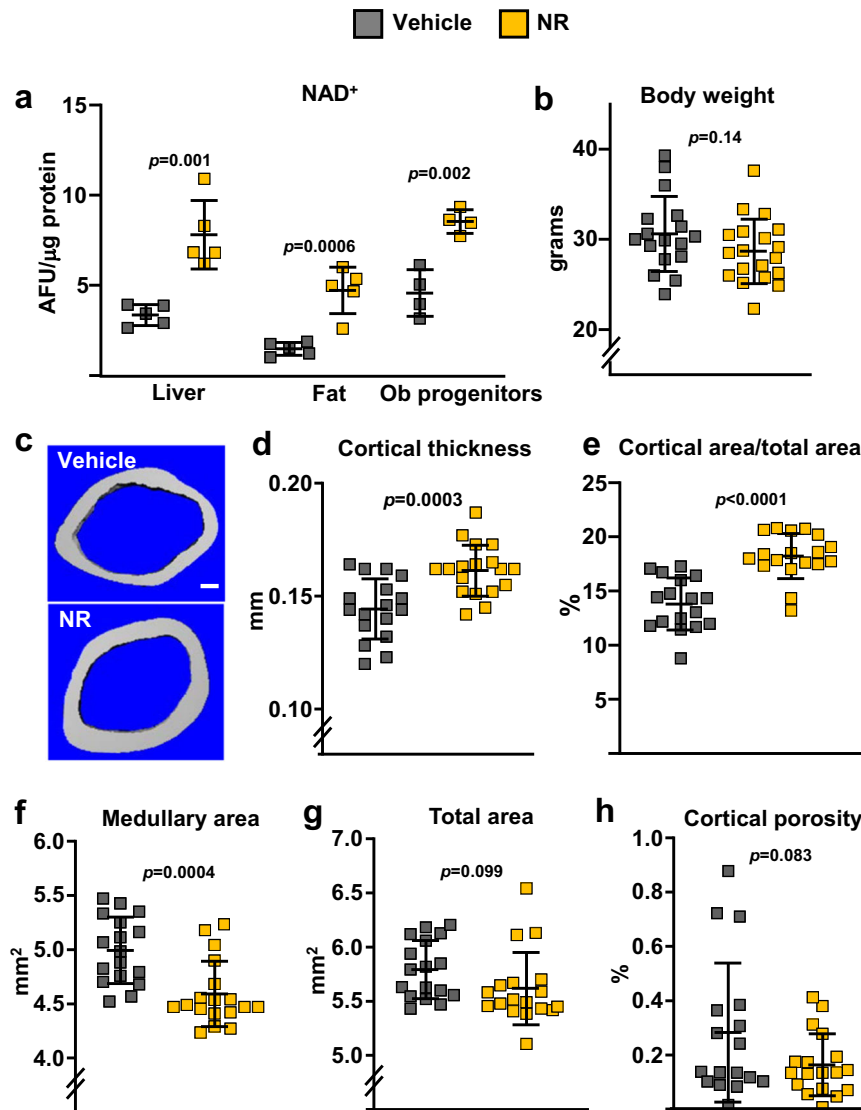 Vehicle NR
a NAD⁺
15
10
5
AFU/µg protein
p=0.001
p=0.0006
p=0.002
Liver Fat Ob progenitors
b Body weight
40
30
20
grams
p=0.14
c
Vehicle
NR
d Cortical thickness
0.20
0.15
0.10
mm
p=0.0003
e Cortical area/total area
25
20
15
10
5
%
p<0.0001
f Medullary area
6.0
5.5
5.0
4.5
4.0
mm²
p=0.0004
g Total area
7.0
6.5
6.0
5.5
5.0
mm²
p=0.099
h Cortical porosity
1.0
0.8
0.6
0.4
0.2
%
p=0.083